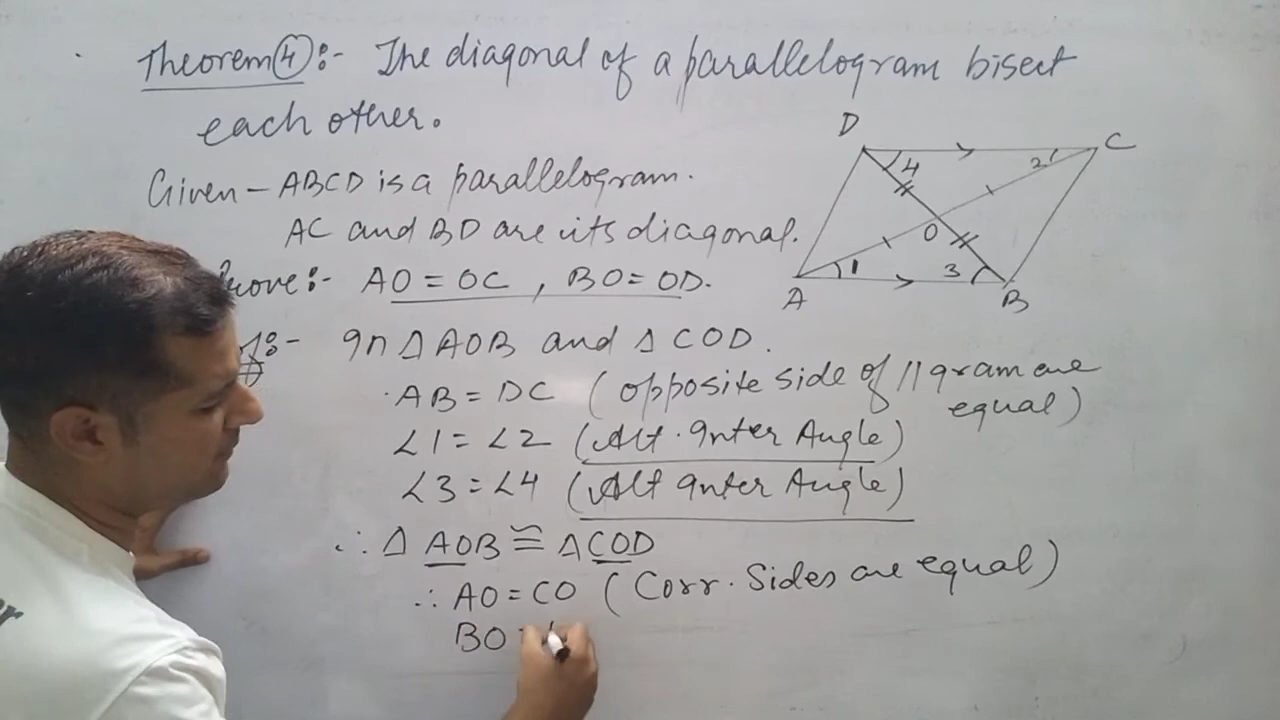 Theorem ④:- The diagonal of a parallelogram bisect
each other.
Given - ABCD is a parallelogram.
AC and BD are its diagonal.
rove:- AO = OC , BO = OD.
f:- In Δ AOB and Δ COD.
AB = DC ( opposite side of ||gram are
equal)
∠1 = ∠2 (Alt. Inter Angle)
∠3 = ∠4 (Alt Inter Angle)
∴ Δ AOB ≅ Δ COD
∴ AO = CO ( Corr. Sides are equal)
BO =
D
C
4
2
O
1
3
A
B